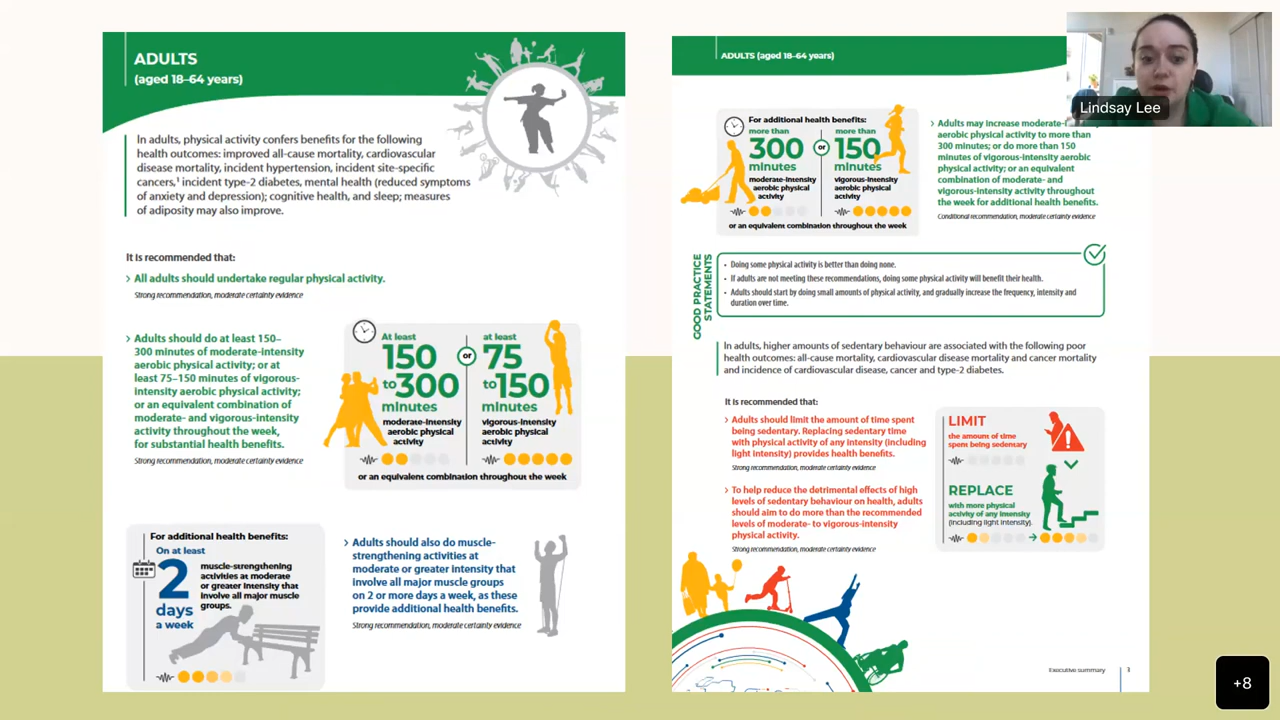 ADULTS
(aged 18–64 years)
In adults, physical activity confers benefits for the following
health outcomes: improved all-cause mortality, cardiovascular
disease mortality, incident hypertension, incident site-specific
cancers,¹ incident type-2 diabetes, mental health (reduced symptoms
of anxiety and depression); cognitive health, and sleep; measures
of adiposity may also improve.
It is recommended that:
› All adults should undertake regular physical activity.
Strong recommendation, moderate certainty evidence
› Adults should do at least 150–
300 minutes of moderate-intensity
aerobic physical activity; or at
least 75–150 minutes of vigorous-
intensity aerobic physical activity;
or an equivalent combination of
moderate- and vigorous-intensity
activity throughout the week,
for substantial health benefits.
Strong recommendation, moderate certainty evidence
At least
150
to 300
minutes
moderate-intensity
aerobic physical
activity
or
at least
75
to 150
minutes
vigorous-intensity
aerobic physical
activity
or an equivalent combination throughout the week
For additional health benefits:
On at least
2
days
a week
muscle-strengthening
activities at moderate
or greater intensity that
involve all major muscle
groups.
› Adults should also do muscle-
strengthening activities at
moderate or greater intensity that
involve all major muscle groups
on 2 or more days a week, as these
provide additional health benefits.
Strong recommendation, moderate certainty evidence
ADULTS (aged 18–64 years)
For additional health benefits:
more than
300
minutes
moderate-intensity
aerobic physical
activity
or
more than
150
minutes
vigorous-intensity
aerobic physical
activity
or an equivalent combination throughout the week
› Adults may increase moderate-
aerobic physical activity to more than
300 minutes; or do more than 150
minutes of vigorous-intensity aerobic
physical activity; or an equivalent
combination of moderate- and
vigorous-intensity activity throughout
the week for additional health benefits.
Conditional recommendation, moderate certainty evidence
GOOD PRACTICE
STATEMENTS
• Doing some physical activity is better than doing none.
• If adults are not meeting these recommendations, doing some physical activity will benefit their health.
• Adults should start by doing small amounts of physical activity, and gradually increase the frequency, intensity and
duration over time.
In adults, higher amounts of sedentary behaviour are associated with the following poor
health outcomes: all-cause mortality, cardiovascular disease mortality and cancer mortality
and incidence of cardiovascular disease, cancer and type-2 diabetes.
It is recommended that:
› Adults should limit the amount of time spent
being sedentary. Replacing sedentary time
with physical activity of any intensity (including
light intensity) provides health benefits.
Strong recommendation, moderate certainty evidence
› To help reduce the detrimental effects of high
levels of sedentary behaviour on health, adults
should aim to do more than the recommended
levels of moderate- to vigorous-intensity
physical activity.
Strong recommendation, moderate certainty evidence
LIMIT
the amount of time
spent being sedentary
REPLACE
with more physical
activity of any intensity
(including light intensity).
Executive summary
3
Lindsay Lee
+8